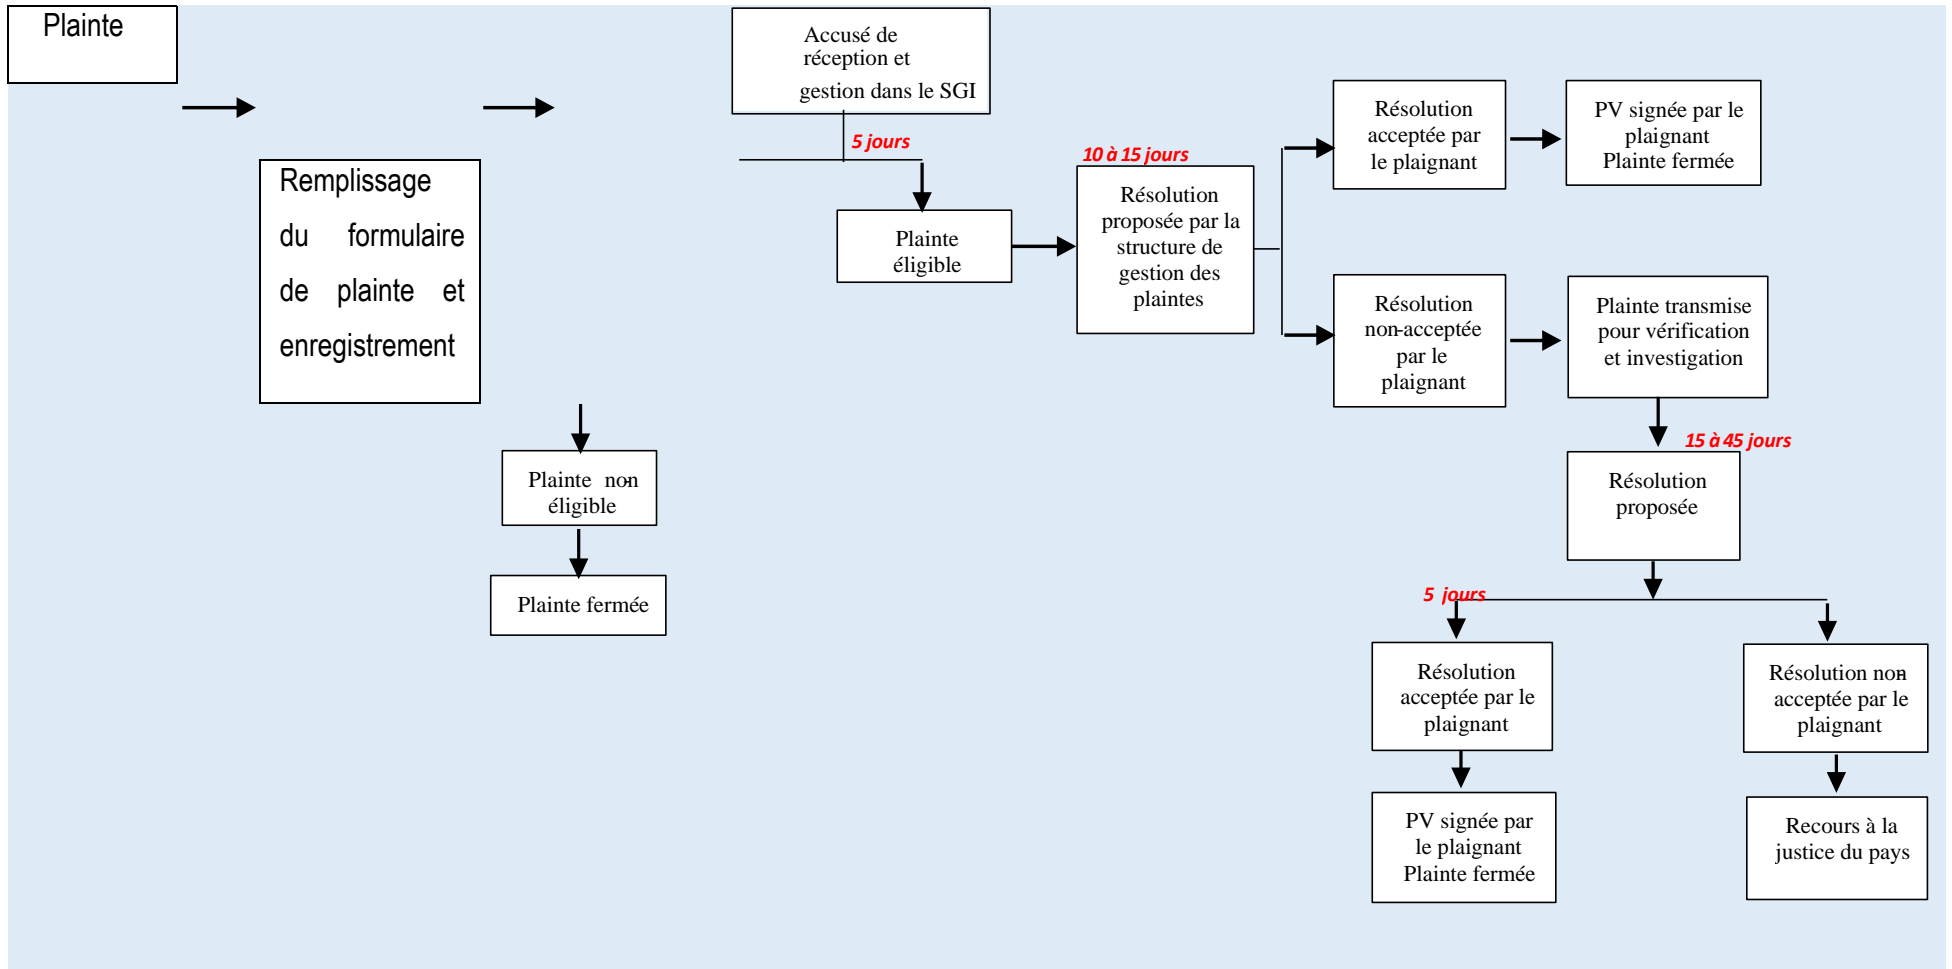 Plainte
Remplissage
du formulaire
de plainte et
enregistrement
Accusé de
réception et
gestion dans le SGI
5 jours
Plainte non-
éligible
Plainte fermée
Plainte
éligible
10 à 15 jours
Résolution
proposée par la
structure de
gestion des
plaintes
Résolution
acceptée par
le plaignant
PV signée par le
plaignant
Plainte fermée
Résolution
non-acceptée
par le
plaignant
Plainte transmise
pour vérification
et investigation
15 à 45 jours
Résolution
proposée
5 jours
Résolution
acceptée par le
plaignant
PV signée par
le plaignant
Plainte fermée
Résolution non-
acceptée par le
plaignant
Recours à la
justice du pays